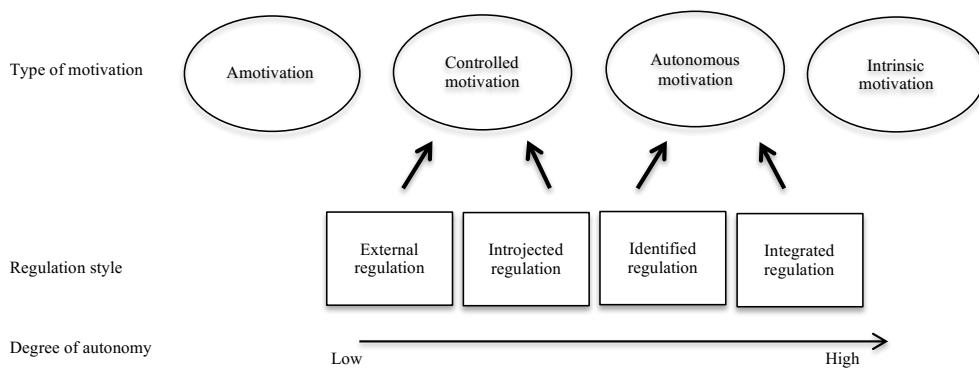 Type of motivation
Amotivation
Controlled
motivation
Autonomous
motivation
Intrinsic
motivation
Regulation style
External
regulation
Introjected
regulation
Identified
regulation
Integrated
regulation
Degree of autonomy
Low
High